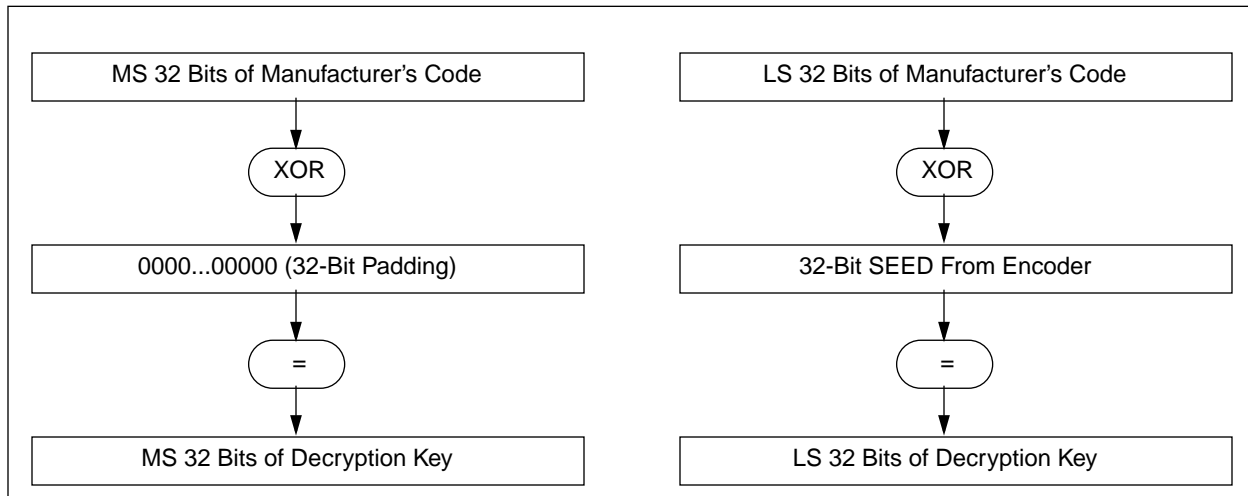 MS 32 Bits of Manufacturer's Code
XOR
0000...00000 (32-Bit Padding)
=
MS 32 Bits of Decryption Key
LS 32 Bits of Manufacturer's Code
XOR
32-Bit SEED From Encoder
=
LS 32 Bits of Decryption Key